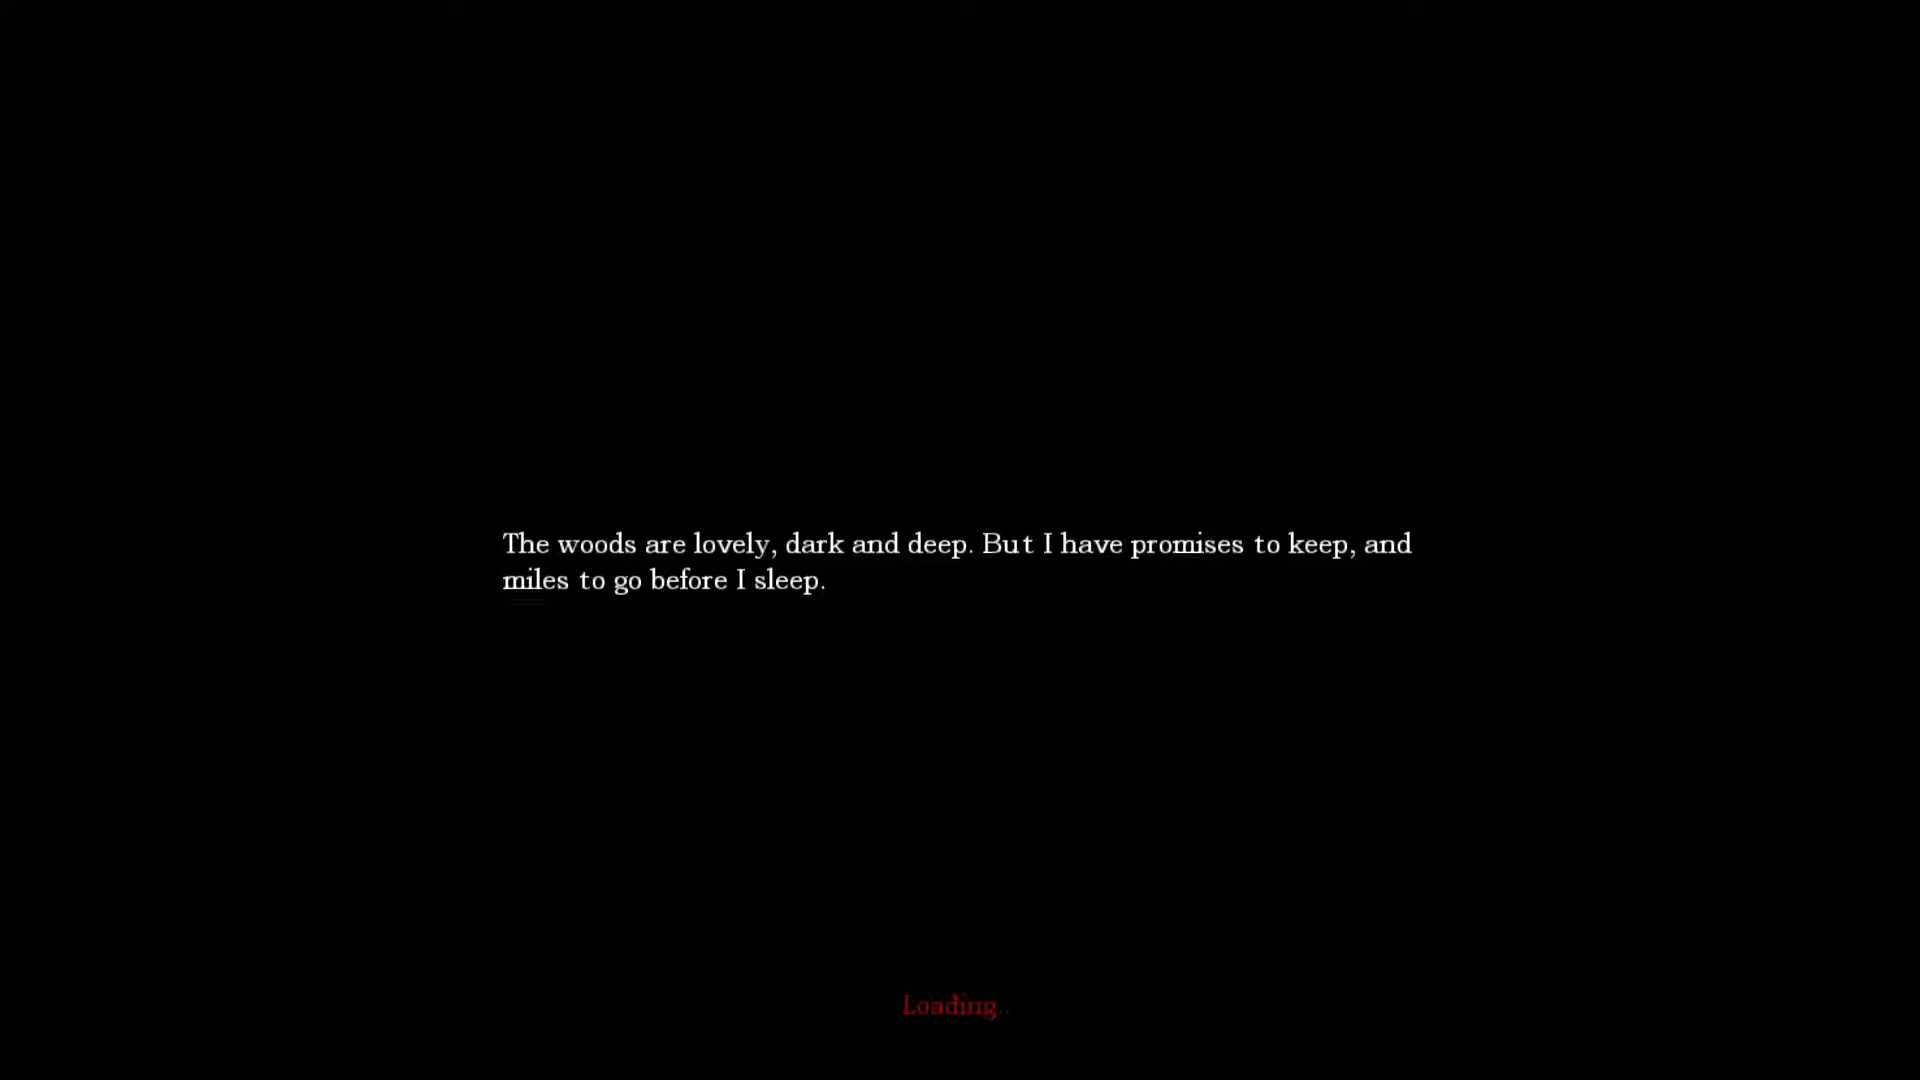 The woods are lovely, dark and deep. But I have promises to keep, and
miles to go before I sleep.
Loading..